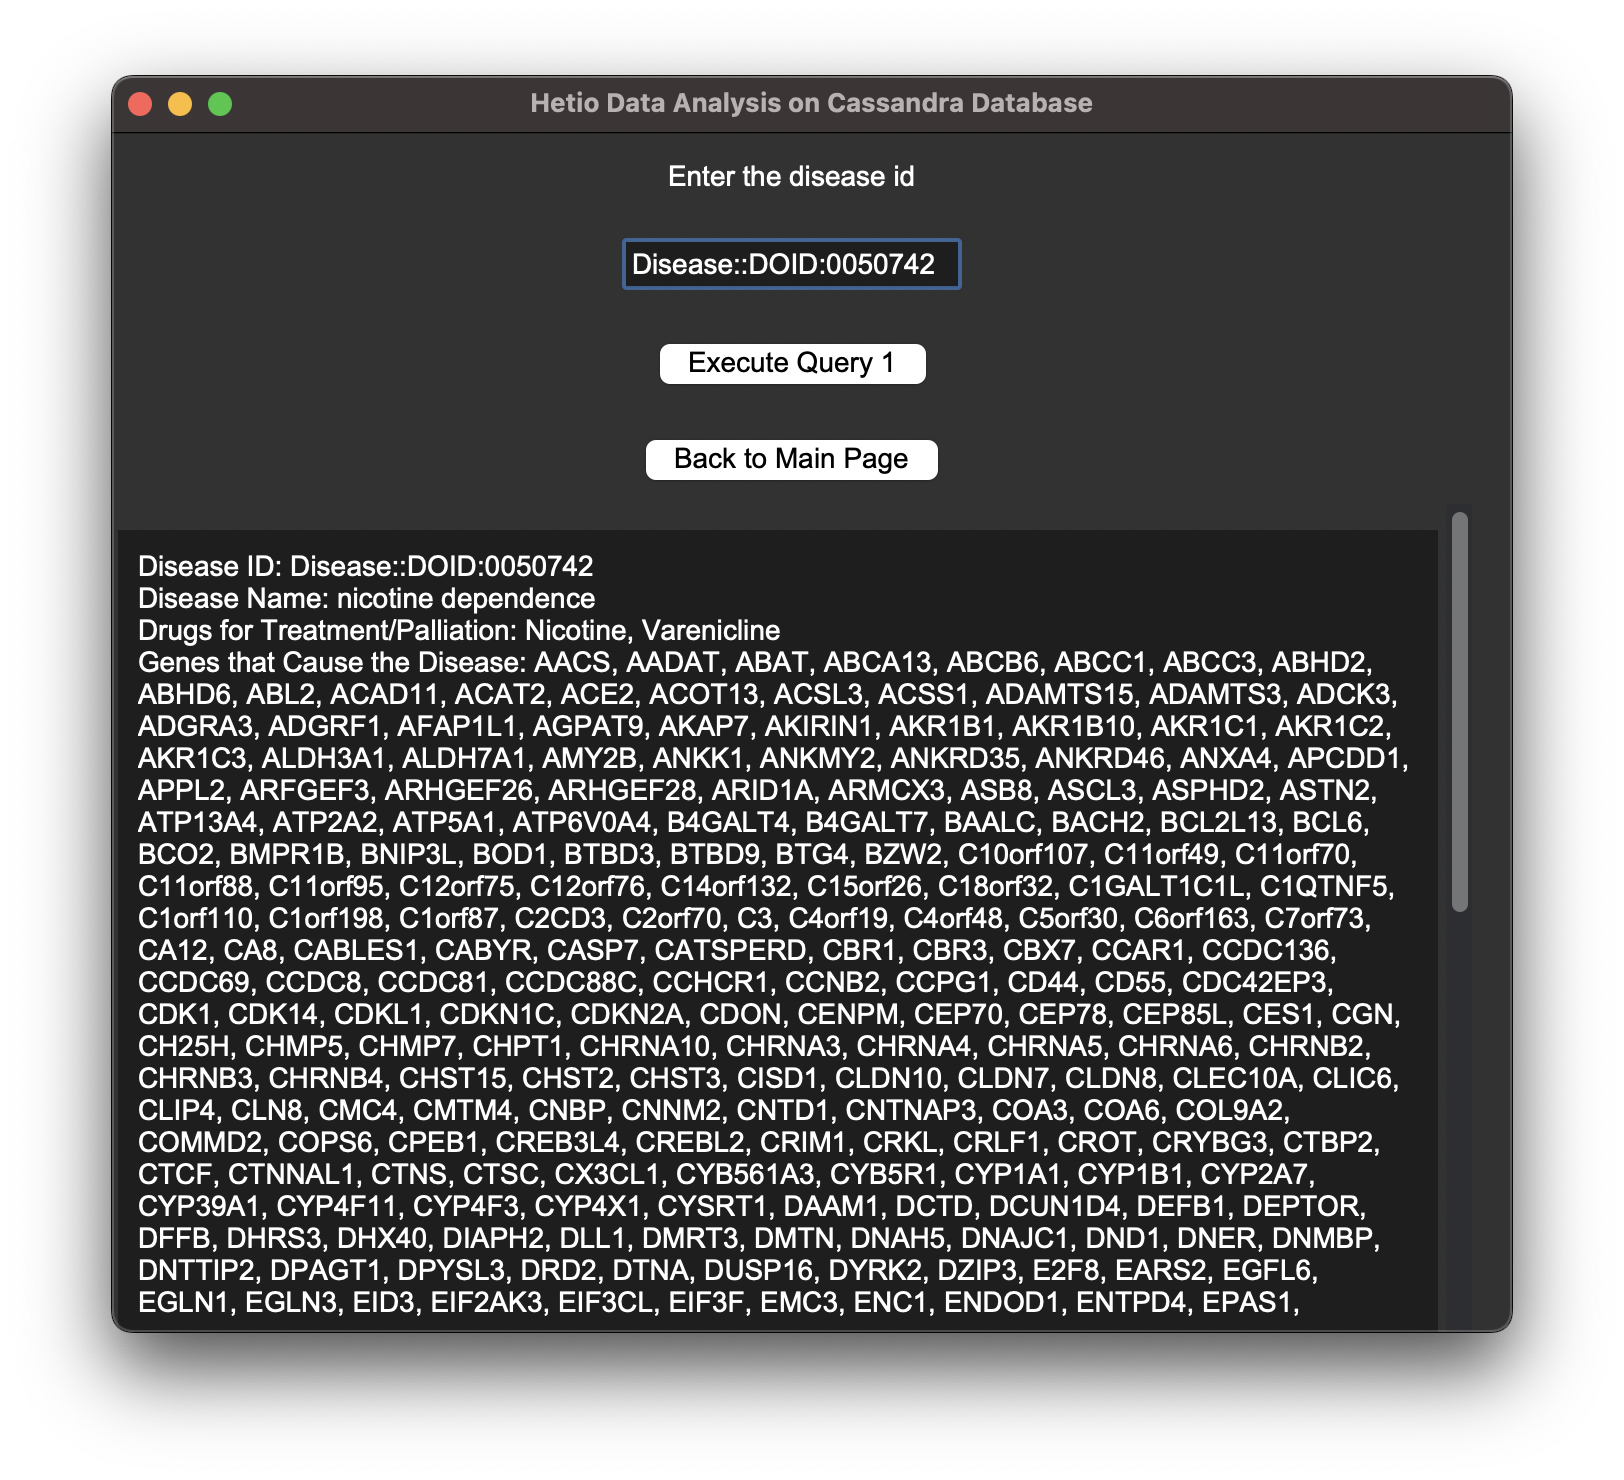 Hetio Data Analysis on Cassandra Database
Enter the disease id
Disease::DOID:0050742
Execute Query 1
Back to Main Page
Disease ID: Disease::DOID:0050742
Disease Name: nicotine dependence
Drugs for Treatment/Palliation: Nicotine, Varenicline
Genes that Cause the Disease: AACS, AADAT, ABAT, ABCA13, ABCB6, ABCC1, ABCC3, ABHD2,
ABHD6, ABL2, ACAD11, ACAT2, ACE2, ACOT13, ACSL3, ACSS1, ADAMTS15, ADAMTS3, ADCK3,
ADGRA3, ADGRF1, AFAP1L1, AGPAT9, AKAP7, AKIRIN1, AKR1B1, AKR1B10, AKR1C1, AKR1C2,
AKR1C3, ALDH3A1, ALDH7A1, AMY2B, ANKK1, ANKMY2, ANKRD35, ANKRD46, ANXA4, APCDD1,
APPL2, ARFGEF3, ARHGEF26, ARHGEF28, ARID1A, ARMCX3, ASB8, ASCL3, ASPHD2, ASTN2,
ATP13A4, ATP2A2, ATP5A1, ATP6V0A4, B4GALT4, B4GALT7, BAALC, BACH2, BCL2L13, BCL6,
BCO2, BMPR1B, BNIP3L, BOD1, BTBD3, BTBD9, BTG4, BZW2, C10orf107, C11orf49, C11orf70,
C11orf88, C11orf95, C12orf75, C12orf76, C14orf132, C15orf26, C18orf32, C1GALT1C1L, C1QTNF5,
C1orf110, C1orf198, C1orf87, C2CD3, C2orf70, C3, C4orf19, C4orf48, C5orf30, C6orf163, C7orf73,
CA12, CA8, CABLES1, CABYR, CASP7, CATSPERD, CBR1, CBR3, CBX7, CCAR1, CCDC136,
CCDC69, CCDC8, CCDC81, CCDC88C, CCHCR1, CCNB2, CCPG1, CD44, CD55, CDC42EP3,
CDK1, CDK14, CDKL1, CDKN1C, CDKN2A, CDON, CENPM, CEP70, CEP78, CEP85L, CES1, CGN,
CH25H, CHMP5, CHMP7, CHPT1, CHRNA10, CHRNA3, CHRNA4, CHRNA5, CHRNA6, CHRNB2,
CHRNB3, CHRNB4, CHST15, CHST2, CHST3, CISD1, CLDN10, CLDN7, CLDN8, CLEC10A, CLIC6,
CLIP4, CLN8, CMC4, CMTM4, CNBP, CNNM2, CNTD1, CNTNAP3, COA3, COA6, COL9A2,
COMMD2, COPS6, CPEB1, CREB3L4, CREBL2, CRIM1, CRKL, CRLF1, CROT, CRYBG3, CTBP2,
CTCF, CTNNAL1, CTNS, CTSC, CX3CL1, CYB561A3, CYB5R1, CYP1A1, CYP1B1, CYP2A7,
CYP39A1, CYP4F11, CYP4F3, CYP4X1, CYSRT1, DAAM1, DCTD, DCUN1D4, DEFB1, DEPTOR,
DFFB, DHRS3, DHX40, DIAPH2, DLL1, DMRT3, DMTN, DNAH5, DNAJC1, DND1, DNER, DNMBP,
DNTTIP2, DPAGT1, DPYSL3, DRD2, DTNA, DUSP16, DYRK2, DZIP3, E2F8, EARS2, EGFL6,
EGLN1, EGLN3, EID3, EIF2AK3, EIF3CL, EIF3F, EMC3, ENC1, ENDOD1, ENTPD4, EPAS1,